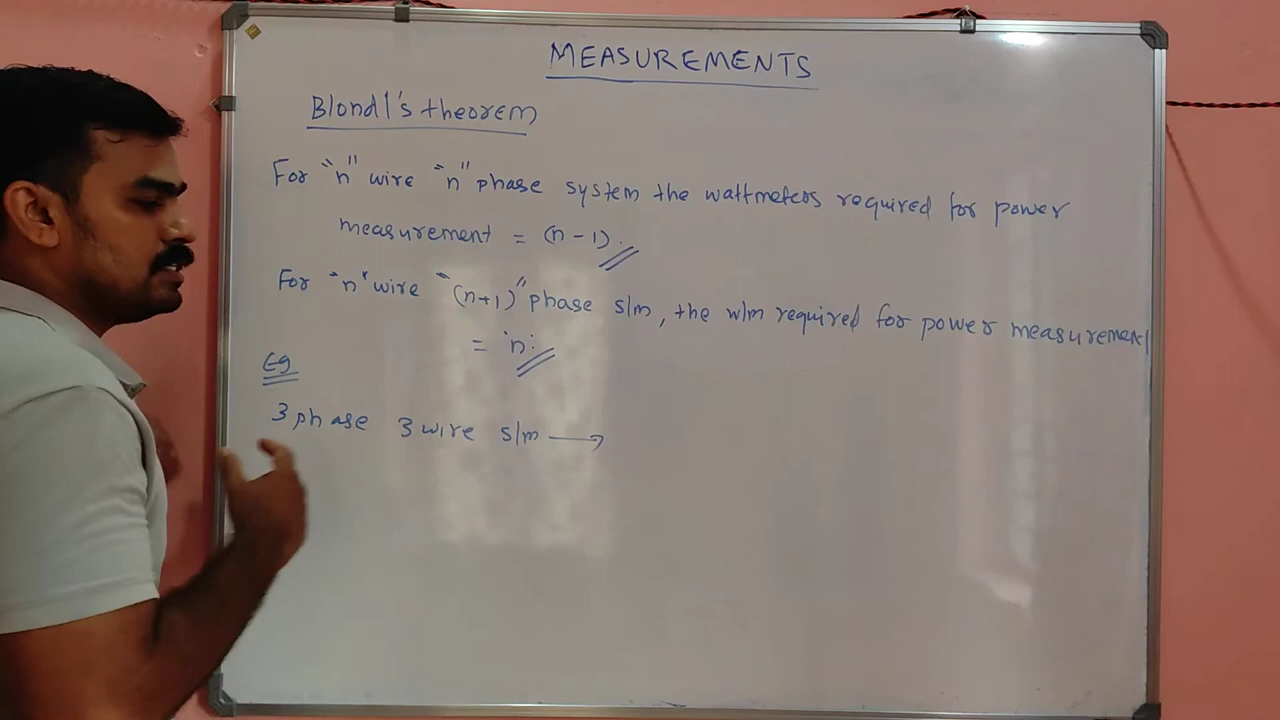 MEASUREMENTS
Blondl's theorem
For "n" wire "n" phase system the wattmeters required for power
measurement = (n-1).
For "n" wire "(n+1)" phase s/m, the w/m required for power measurement
= 'n'.
Eg
3 phase 3 wire s/m →